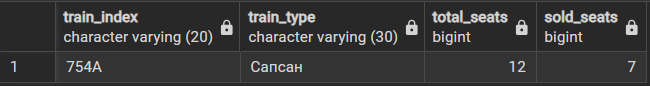 train_index train_type total_seats sold_seats
character varying (20) character varying (30) bigint bigint
1 754А Сапсан 12 7